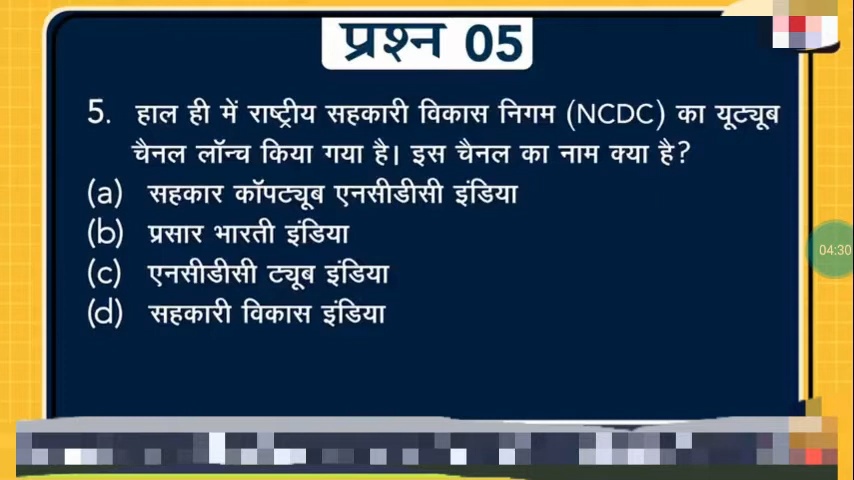 प्रश्न 05
5. हाल ही में राष्ट्रीय सहकारी विकास निगम (NCDC) का यूट्यूब
चैनल लॉन्च किया गया है। इस चैनल का नाम क्या है?
(a) सहकार कॉपट्यूब एनसीडीसी इंडिया
(b) प्रसार भारती इंडिया
(c) एनसीडीसी ट्यूब इंडिया
(d) सहकारी विकास इंडिया
04:30